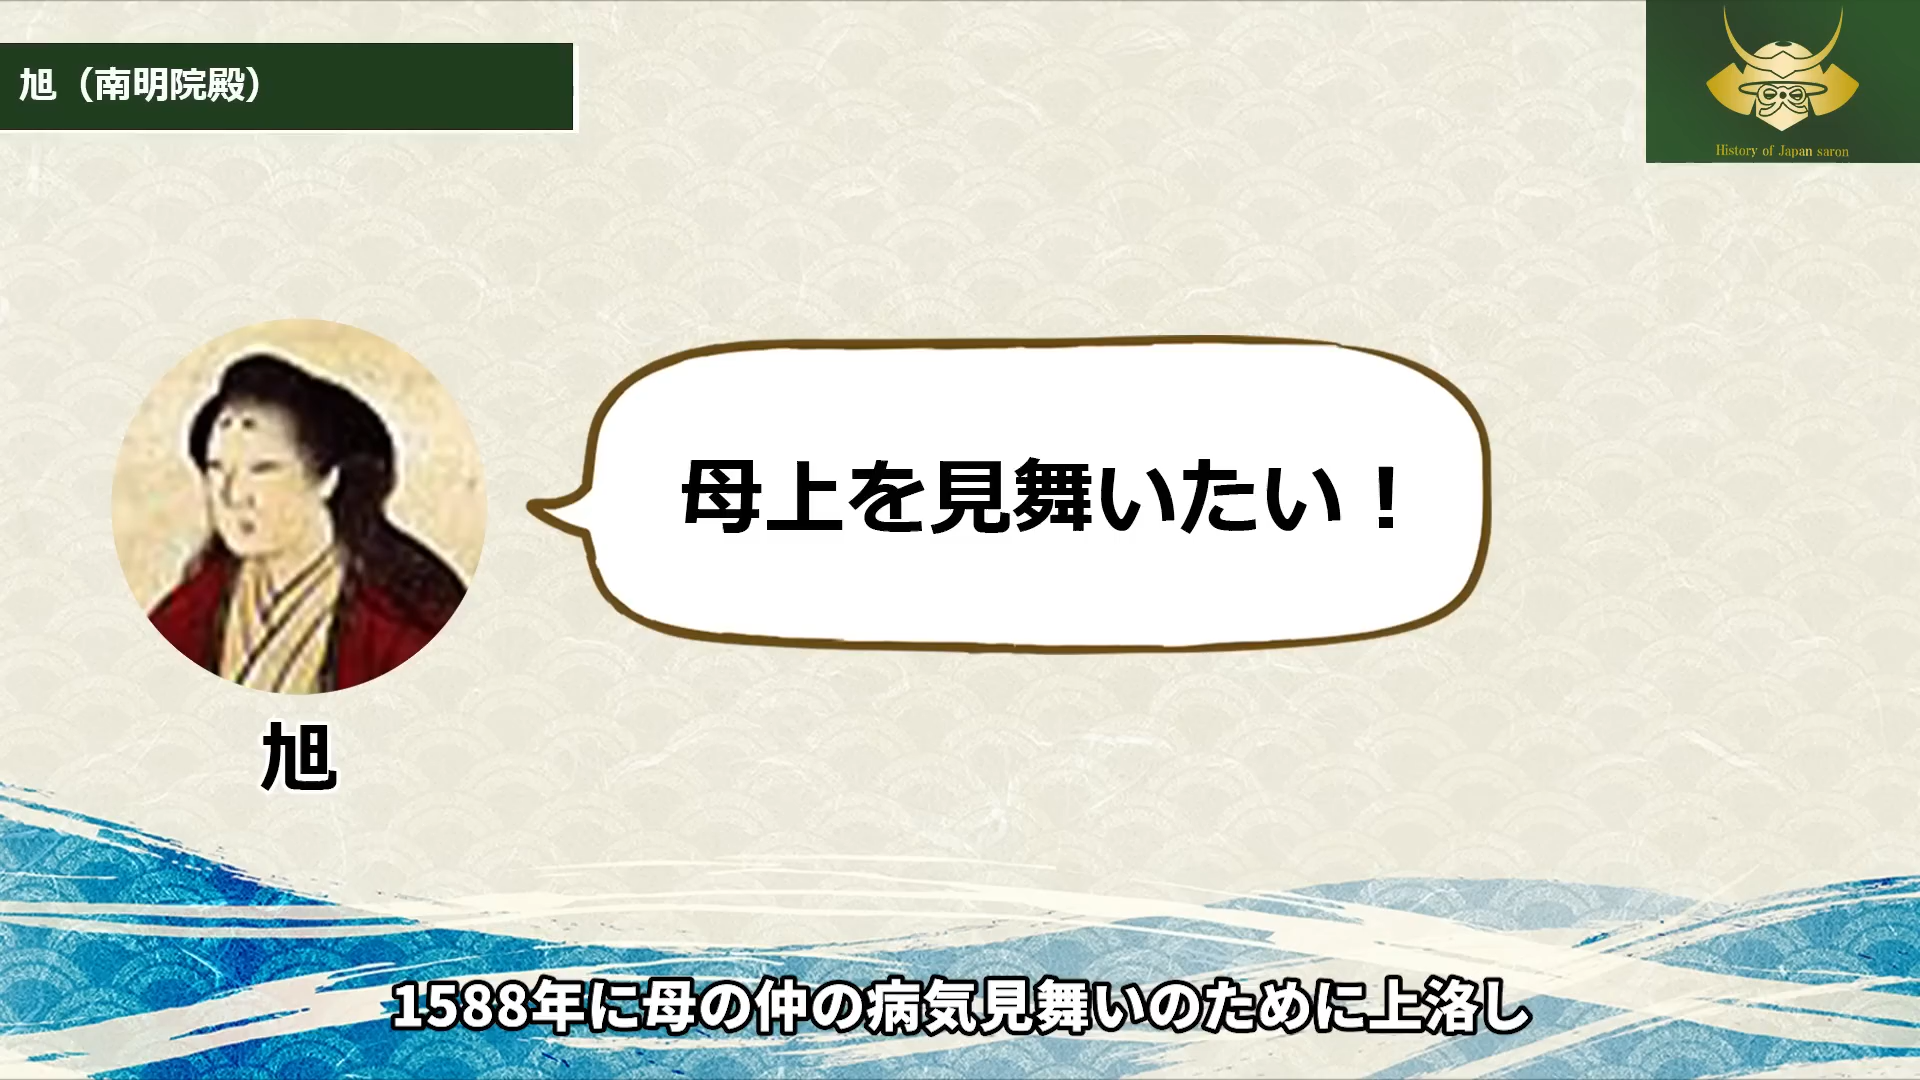 旭（南明院殿）
History of Japan saron
母上を見舞いたい！
旭
1588年に母の仲の病気見舞いのために上洛し